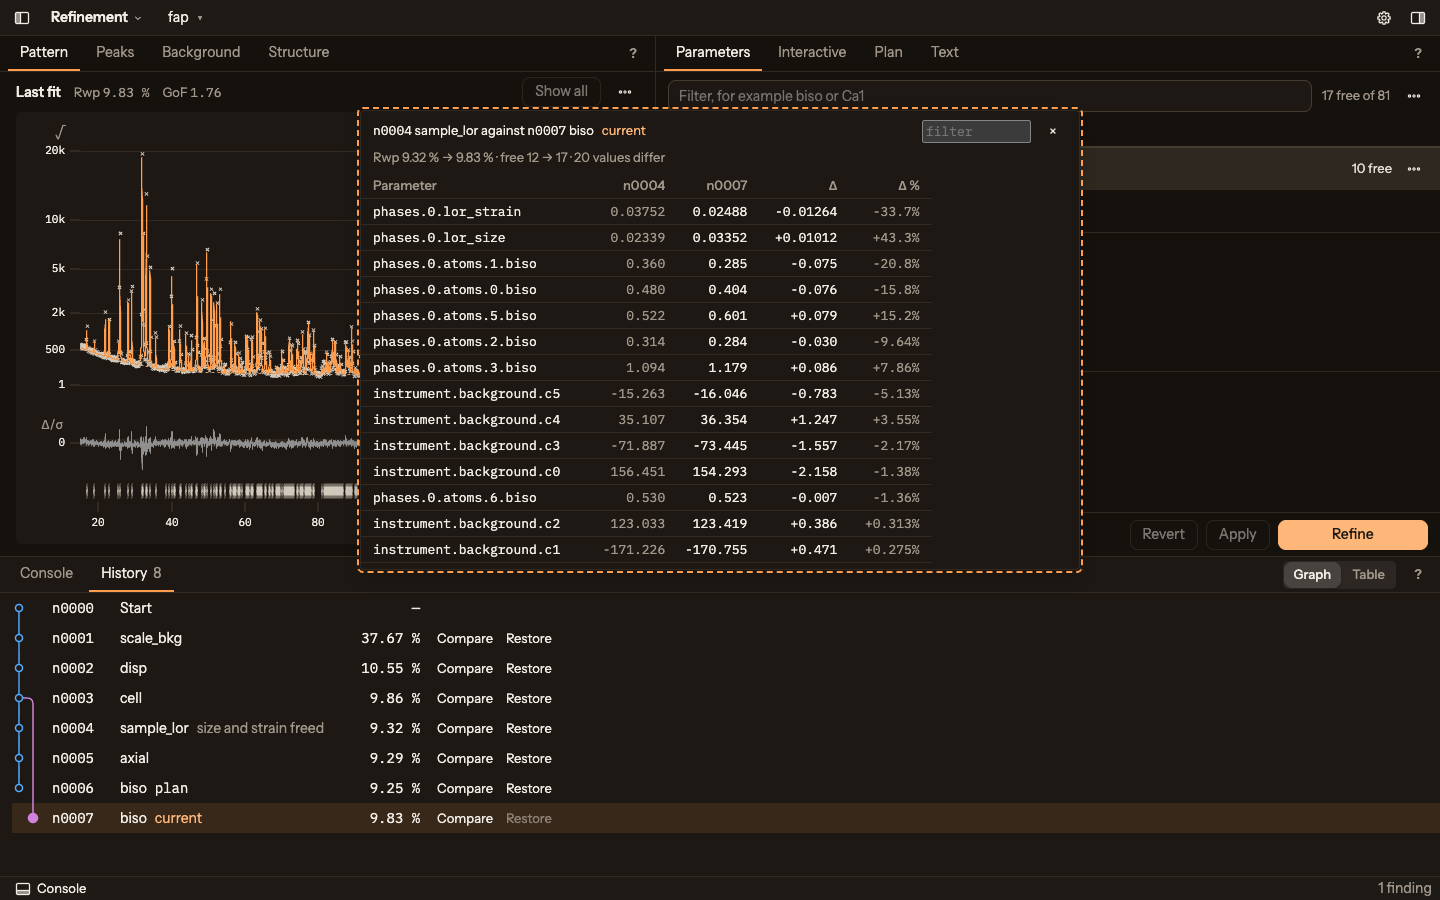 Refinement fap
Pattern Peaks Background Structure ?
Parameters Interactive Plan Text ?
Last fit Rwp 9.83 % GoF 1.76 Show all •••
Filter, for example biso or Ca1 17 free of 81 •••
10 free •••
√
20k
10k
5k
2k
500
1
Δ/σ
0
20 40 60 80
n0004 sample_lor against n0007 biso current filter ×
Rwp 9.32 % → 9.83 % · free 12 → 17 · 20 values differ
Parameter n0004 n0007 Δ Δ %
phases.0.lor_strain 0.03752 0.02488 -0.01264 -33.7%
phases.0.lor_size 0.02339 0.03352 +0.01012 +43.3%
phases.0.atoms.1.biso 0.360 0.285 -0.075 -20.8%
phases.0.atoms.0.biso 0.480 0.404 -0.076 -15.8%
phases.0.atoms.5.biso 0.522 0.601 +0.079 +15.2%
phases.0.atoms.2.biso 0.314 0.284 -0.030 -9.64%
phases.0.atoms.3.biso 1.094 1.179 +0.086 +7.86%
instrument.background.c5 -15.263 -16.046 -0.783 -5.13%
instrument.background.c4 35.107 36.354 +1.247 +3.55%
instrument.background.c3 -71.887 -73.445 -1.557 -2.17%
instrument.background.c0 156.451 154.293 -2.158 -1.38%
phases.0.atoms.6.biso 0.530 0.523 -0.007 -1.36%
instrument.background.c2 123.033 123.419 +0.386 +0.313%
instrument.background.c1 -171.226 -170.755 +0.471 +0.275%
Revert Apply Refine
Console History 8 Graph Table ?
n0000 Start —
n0001 scale_bkg 37.67 % Compare Restore
n0002 disp 10.55 % Compare Restore
n0003 cell 9.86 % Compare Restore
n0004 sample_lor size and strain freed 9.32 % Compare Restore
n0005 axial 9.29 % Compare Restore
n0006 biso plan 9.25 % Compare Restore
n0007 biso current 9.83 % Compare Restore
Console 1 finding